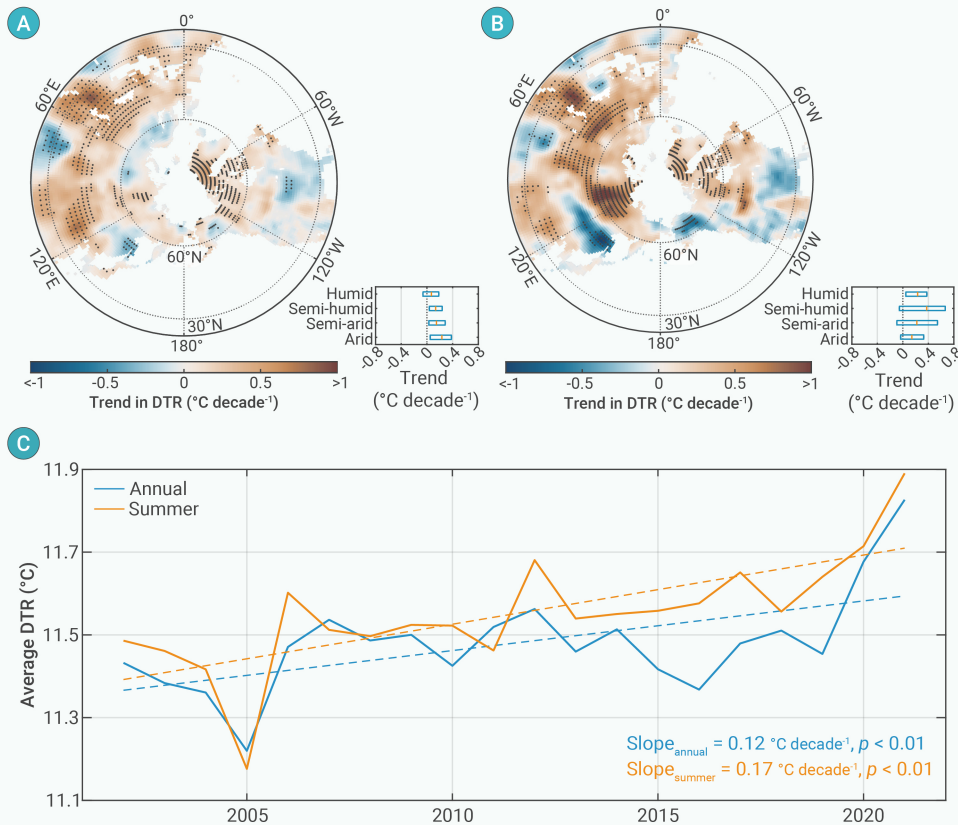 A
0°
60°E
60°W
120°E
120°W
60°N
30°N
180°
Humid
Semi-humid
Semi-arid
Arid
-0.8 -0.4 0 0.4 0.8
Trend
(°C decade⁻¹)
<-1 -0.5 0 0.5 >1
Trend in DTR (°C decade⁻¹)
B
0°
60°E
60°W
120°E
120°W
60°N
30°N
180°
Humid
Semi-humid
Semi-arid
Arid
-0.8 -0.4 0 0.4 0.8
Trend
(°C decade⁻¹)
<-1 -0.5 0 0.5 >1
Trend in DTR (°C decade⁻¹)
C
Average DTR (°C)
11.9
11.7
11.5
11.3
11.1
Annual
Summer
Slope_annual = 0.12 °C decade⁻¹, p < 0.01
Slope_summer = 0.17 °C decade⁻¹, p < 0.01
2005 2010 2015 2020